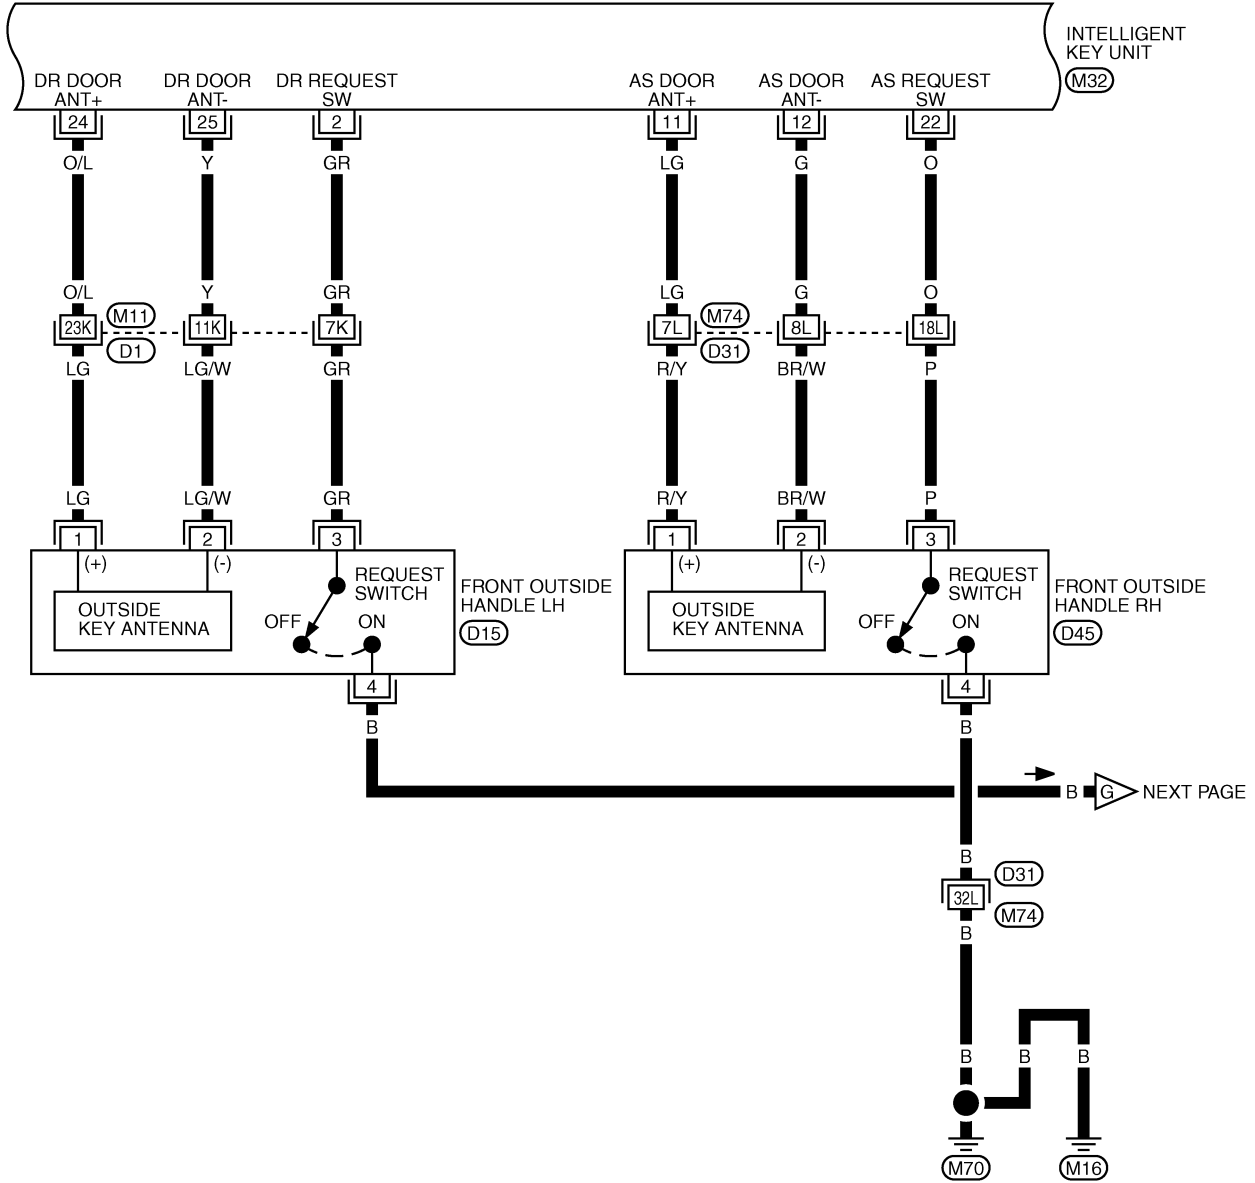 INTELLIGENT
KEY UNIT
M32
DR DOOR
ANT+
DR DOOR
ANT-
DR REQUEST
SW
AS DOOR
ANT+
AS DOOR
ANT-
AS REQUEST
SW
24 25 2 11 12 22
O/L Y GR LG G O
O/L Y GR LG G O
M11 M74
23K 11K 7K 7L 8L 18L
D1 D31
LG LG/W GR R/Y BR/W P
LG LG/W GR R/Y BR/W P
1 2 3 1 2 3
(+) (-) (+) (-)
REQUEST
SWITCH
OUTSIDE
KEY ANTENNA
OFF ON
FRONT OUTSIDE
HANDLE LH
D15
REQUEST
SWITCH
OUTSIDE
KEY ANTENNA
OFF ON
FRONT OUTSIDE
HANDLE RH
D45
4 4
B B
B G NEXT PAGE
B
D31
32L
M74
B
B B B
M70 M16